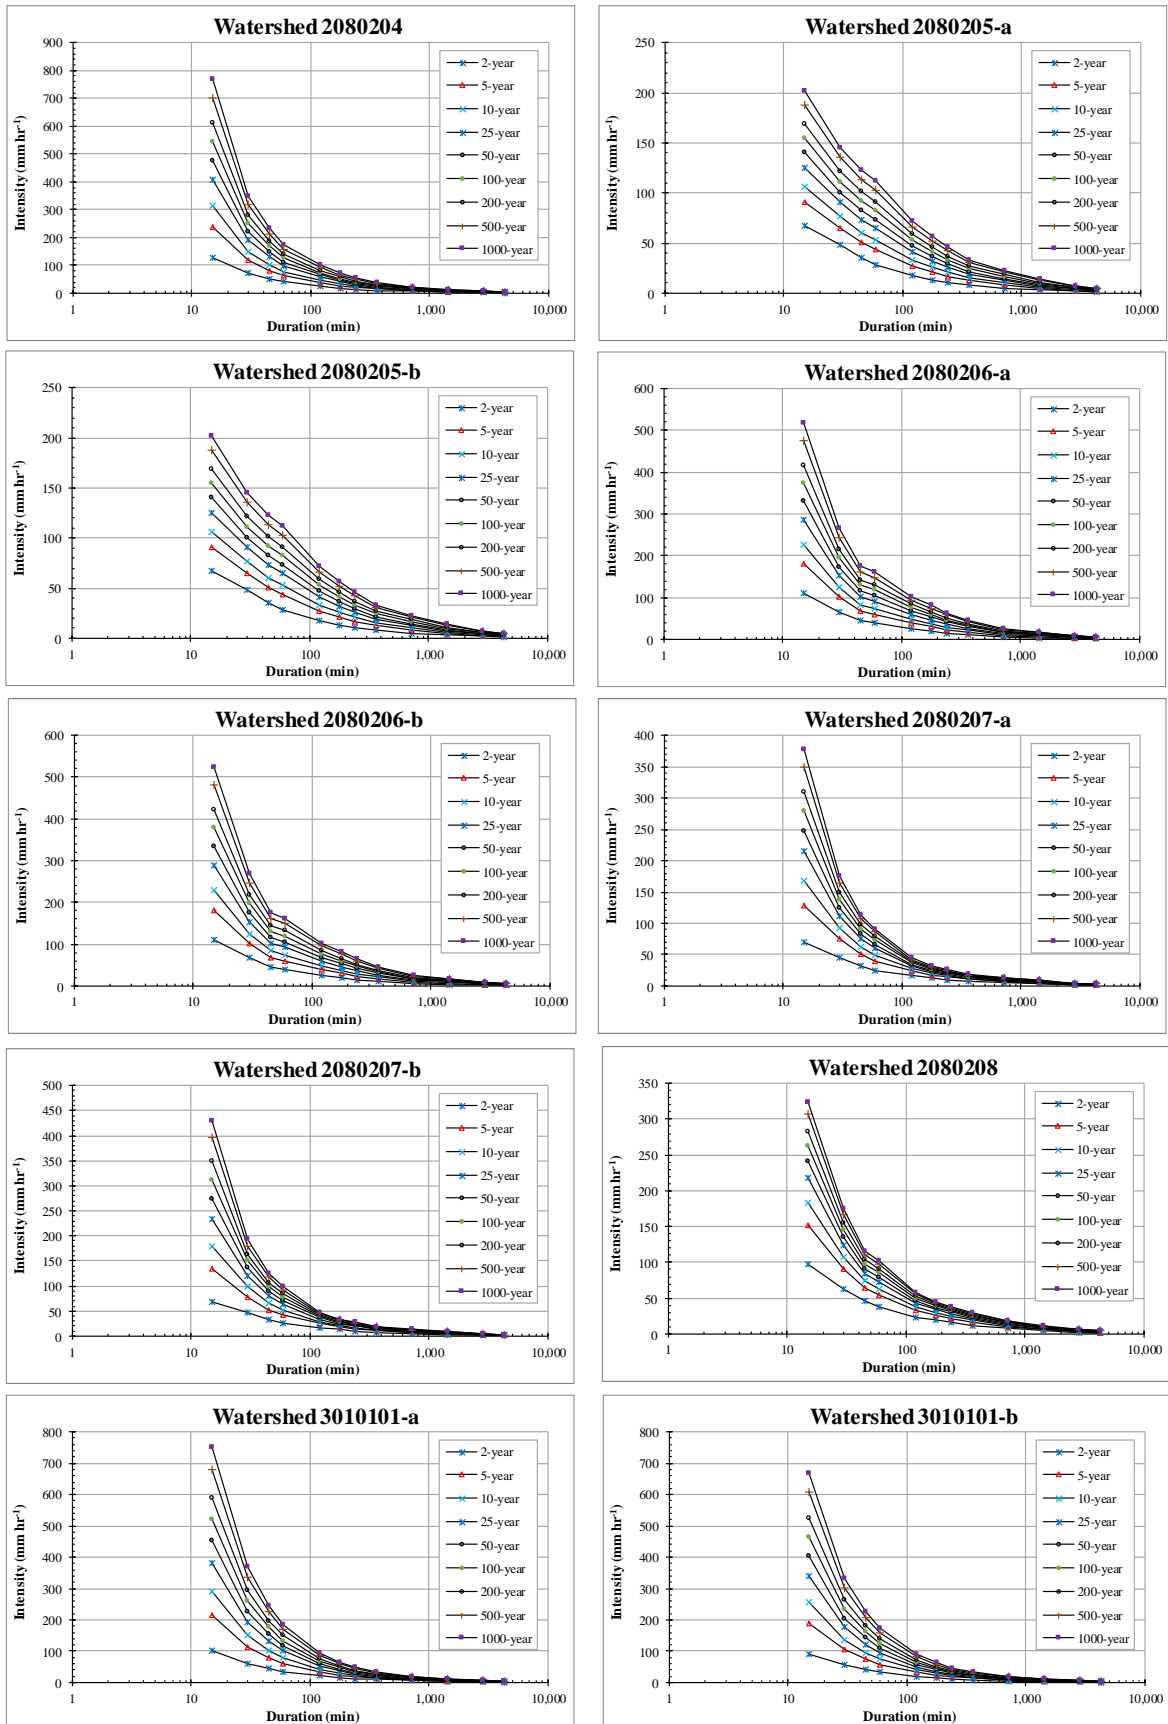 Watershed 2080204
Intensity (mm hr⁻¹)
900
800
700
600
500
400
300
200
100
0
1 10 100 1,000 10,000
Duration (min)
2-year
5-year
10-year
25-year
50-year
100-year
200-year
500-year
1000-year
Watershed 2080205-a
Intensity (mm hr⁻¹)
250
200
150
100
50
0
1 10 100 1,000 10,000
Duration (min)
2-year
5-year
10-year
25-year
50-year
100-year
200-year
500-year
1000-year
Watershed 2080205-b
Intensity (mm hr⁻¹)
250
200
150
100
50
0
1 10 100 1,000 10,000
Duration (min)
2-year
5-year
10-year
25-year
50-year
100-year
200-year
500-year
1000-year
Watershed 2080206-a
Intensity (mm hr⁻¹)
600
500
400
300
200
100
0
1 10 100 1,000 10,000
Duration (min)
2-year
5-year
10-year
25-year
50-year
100-year
200-year
500-year
1000-year
Watershed 2080206-b
Intensity (mm hr⁻¹)
600
500
400
300
200
100
0
1 10 100 1,000 10,000
Duration (min)
2-year
5-year
10-year
25-year
50-year
100-year
200-year
500-year
1000-year
Watershed 2080207-a
Intensity (mm hr⁻¹)
400
350
300
250
200
150
100
50
0
1 10 100 1,000 10,000
Duration (min)
2-year
5-year
10-year
25-year
50-year
100-year
200-year
500-year
1000-year
Watershed 2080207-b
Intensity (mm hr⁻¹)
500
450
400
350
300
250
200
150
100
50
0
1 10 100 1,000 10,000
Duration (min)
2-year
5-year
10-year
25-year
50-year
100-year
200-year
500-year
1000-year
Watershed 2080208
Intensity (mm hr⁻¹)
350
300
250
200
150
100
50
0
1 10 100 1,000 10,000
Duration (min)
2-year
5-year
10-year
25-year
50-year
100-year
200-year
500-year
1000-year
Watershed 3010101-a
Intensity (mm hr⁻¹)
800
700
600
500
400
300
200
100
0
1 10 100 1,000 10,000
Duration (min)
2-year
5-year
10-year
25-year
50-year
100-year
200-year
500-year
1000-year
Watershed 3010101-b
Intensity (mm hr⁻¹)
800
700
600
500
400
300
200
100
0
1 10 100 1,000 10,000
Duration (min)
2-year
5-year
10-year
25-year
50-year
100-year
200-year
500-year
1000-year